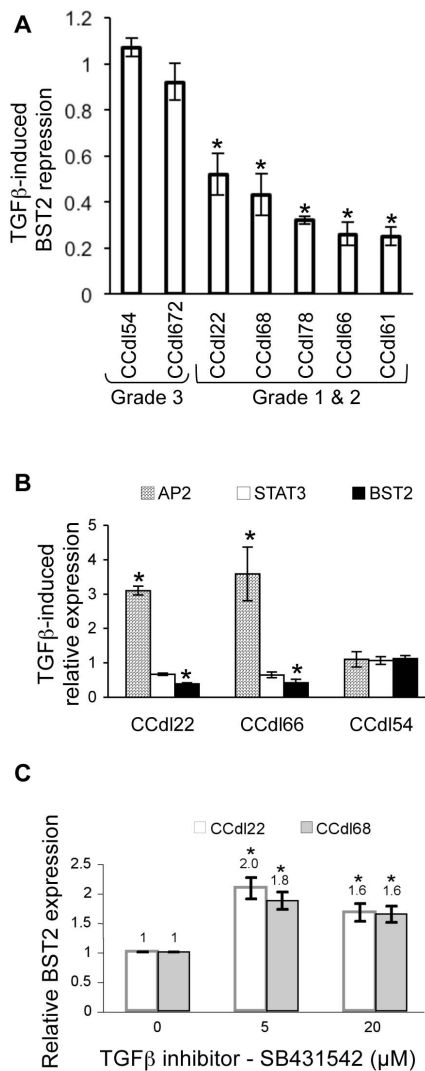 A
TGFβ-induced
BST2 repression
1.2
1
0.8
0.6
0.4
0.2
0
*
*
*
*
*
CCdl54
CCdl672
CCdl22
CCdl68
CCdl78
CCdl66
CCdl61
Grade 3
Grade 1 & 2
B
AP2 STAT3 BST2
TGFβ-induced
relative expression
5
4
3
2
1
0
*
*
*
*
CCdl22 CCdl66 CCdl54
C
CCdl22 CCdl68
Relative BST2 expression
2.5
2
1.5
1
0.5
0
1 1
* *
2.0 1.8
* *
1.6 1.6
0 5 20
TGFβ inhibitor - SB431542 (µM)